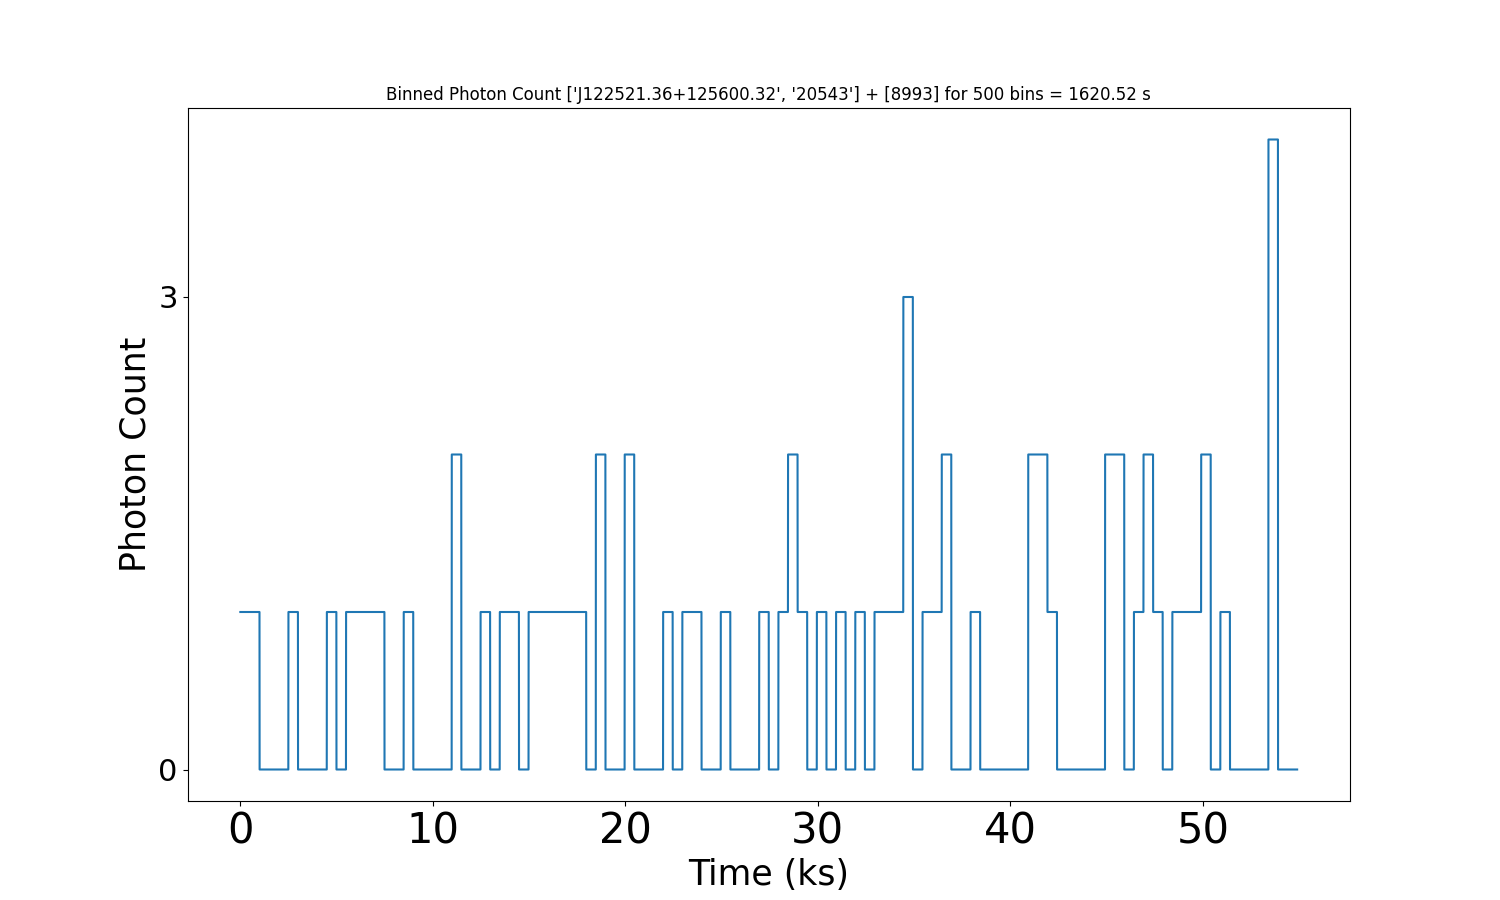 Binned Photon Count ['J122521.36+125600.32', '20543'] + [8993] for 500 bins = 1620.52 s
3
0
Photon Count
0 10 20 30 40 50
Time (ks)